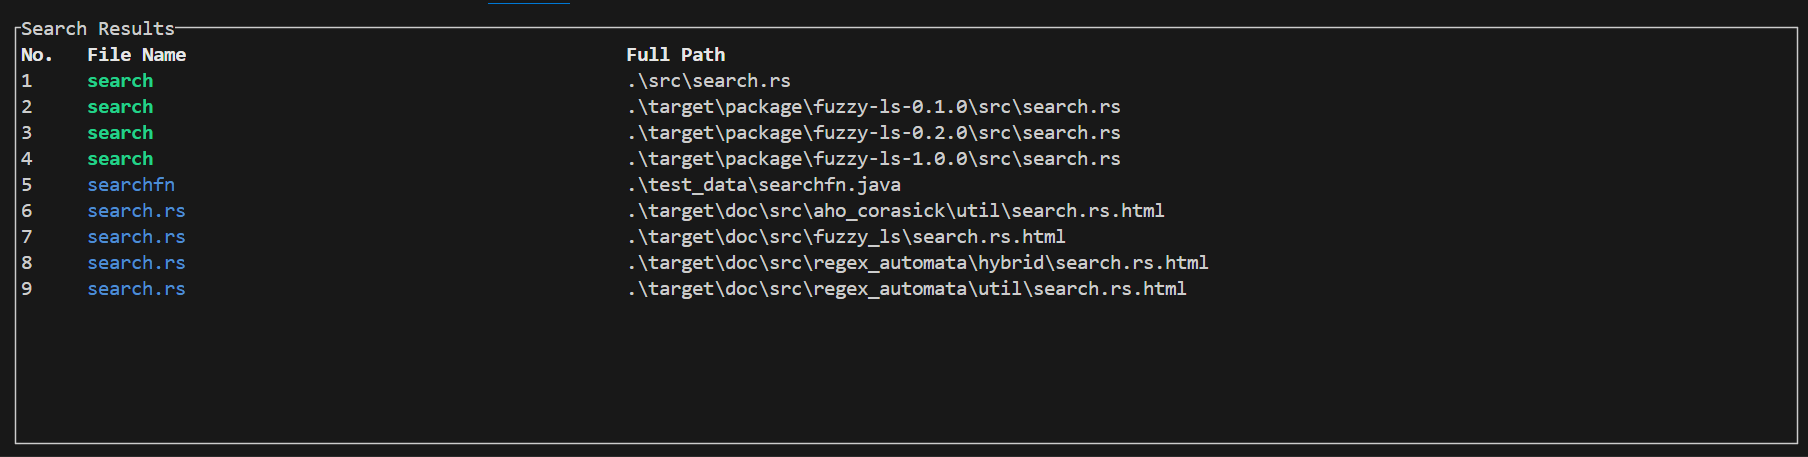 Search Results
No. File Name Full Path
1 search .\src\search.rs
2 search .\target\package\fuzzy-ls-0.1.0\src\search.rs
3 search .\target\package\fuzzy-ls-0.2.0\src\search.rs
4 search .\target\package\fuzzy-ls-1.0.0\src\search.rs
5 searchfn .\test_data\searchfn.java
6 search.rs .\target\doc\src\aho_corasick\util\search.rs.html
7 search.rs .\target\doc\src\fuzzy_ls\search.rs.html
8 search.rs .\target\doc\src\regex_automata\hybrid\search.rs.html
9 search.rs .\target\doc\src\regex_automata\util\search.rs.html